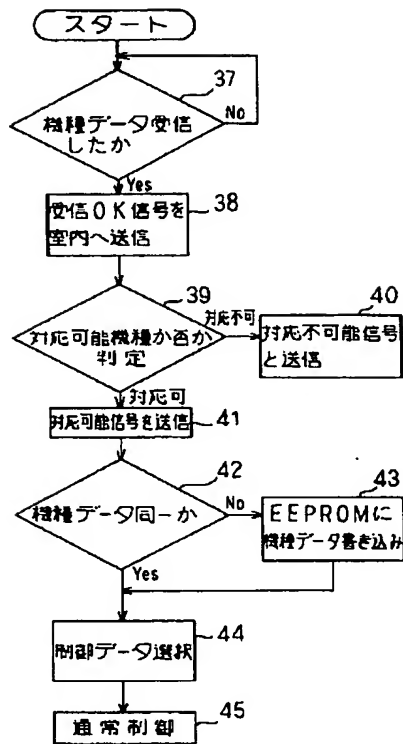 スタート
37
機種データ受信
したか
No
Yes
受信OK信号を
室内へ送信
38
39
対応可能機種か否か
判定
対応不可
40
対応不可能信号
と送信
対応可
対応可能信号を送信
41
42
機種データ同一か
No
43
EEPROMに
機種データ書き込み
Yes
制御データ選択
44
通常制御
45